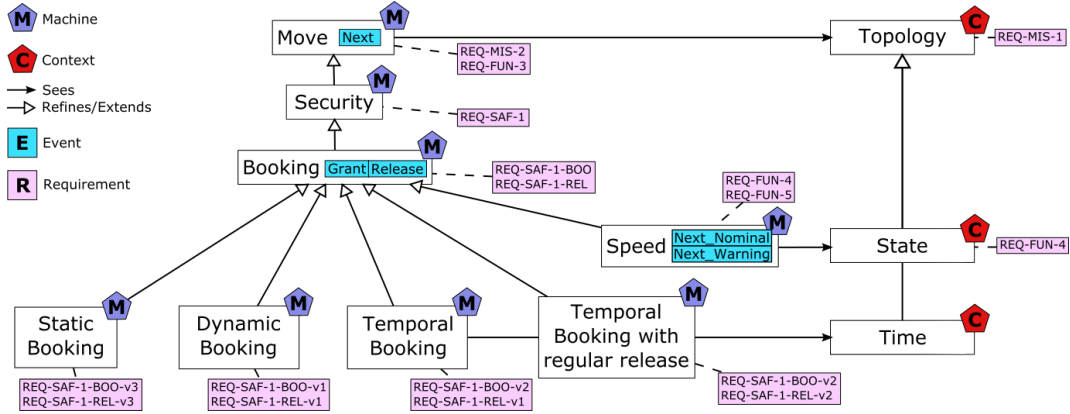 M Machine
C Context
Sees
Refines/Extends
E Event
R Requirement
Move Next M
REQ-MIS-2
REQ-FUN-3
Topology C
REQ-MIS-1
Security M
REQ-SAF-1
Booking Grant Release M
REQ-SAF-1-BOO
REQ-SAF-1-REL
REQ-FUN-4
REQ-FUN-5
Speed Next_Nominal M
Next_Warning
State C
REQ-FUN-4
Static
Booking M
REQ-SAF-1-BOO-v3
REQ-SAF-1-REL-v3
Dynamic
Booking M
REQ-SAF-1-BOO-v1
REQ-SAF-1-REL-v1
Temporal
Booking M
REQ-SAF-1-BOO-v2
REQ-SAF-1-REL-v1
Temporal
Booking with
regular release M
REQ-SAF-1-BOO-v2
REQ-SAF-1-REL-v2
Time C